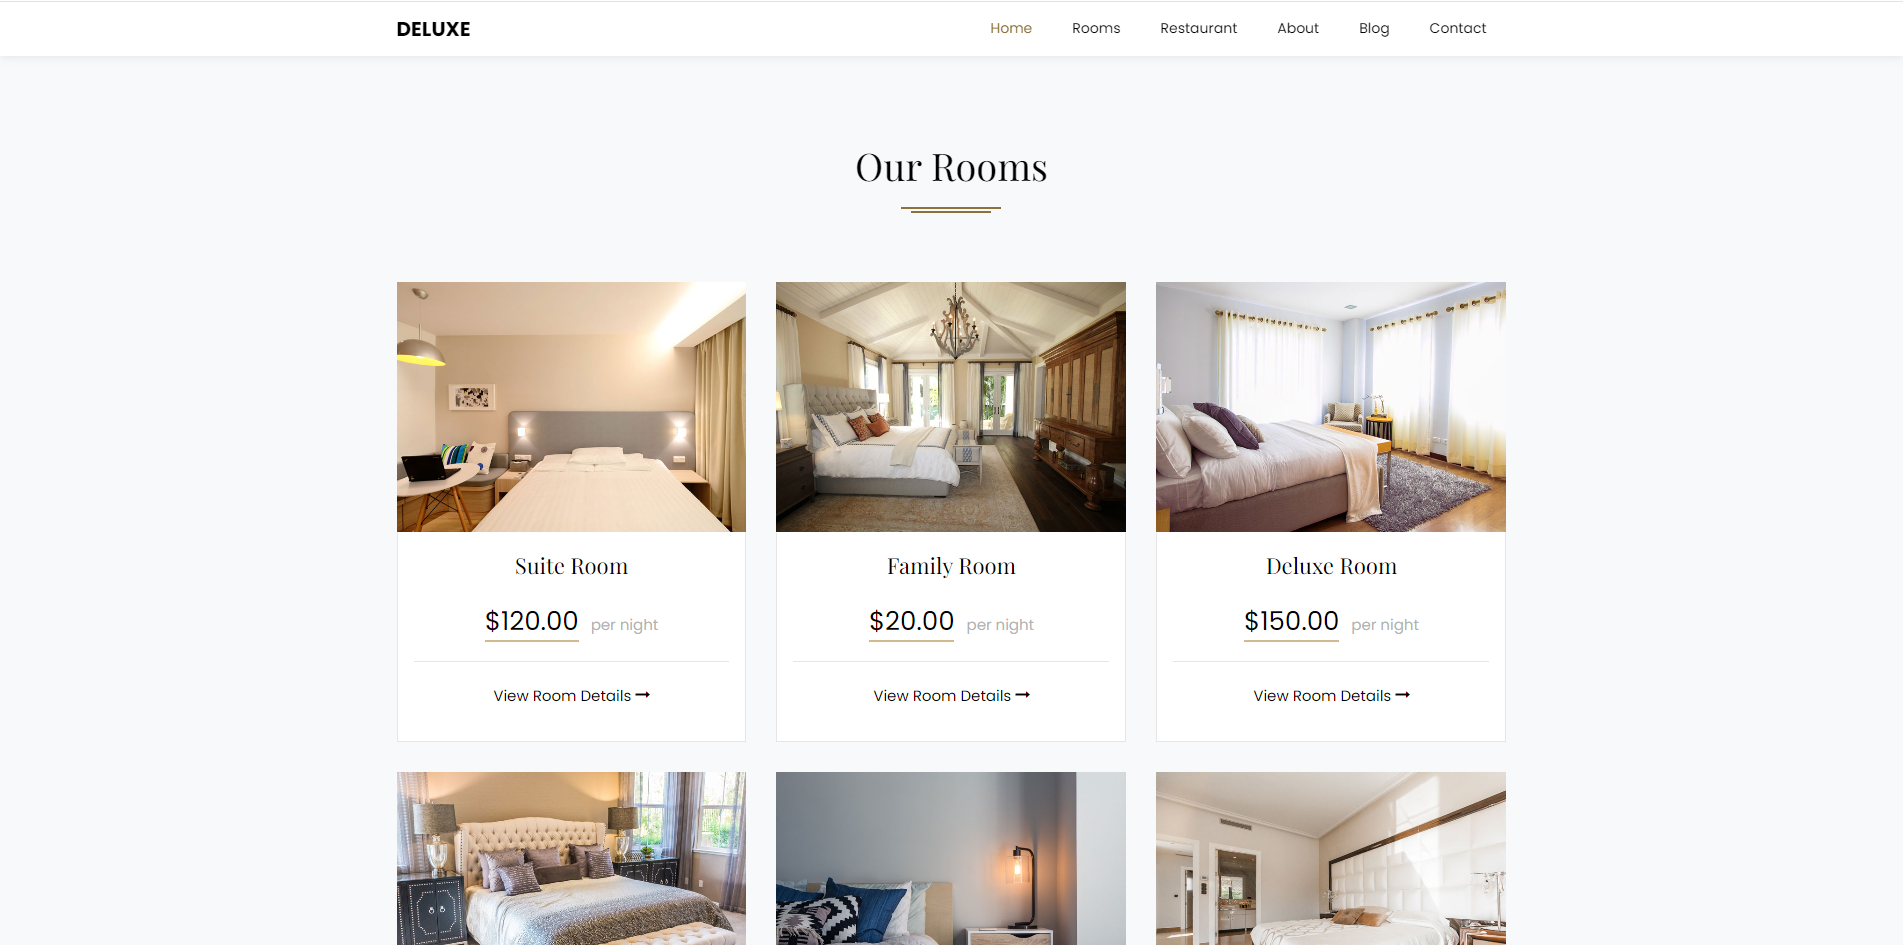 DELUXE
Home Rooms Restaurant About Blog Contact
Our Rooms
Suite Room
$120.00 per night
View Room Details ➞
Family Room
$20.00 per night
View Room Details ➞
Deluxe Room
$150.00 per night
View Room Details ➞